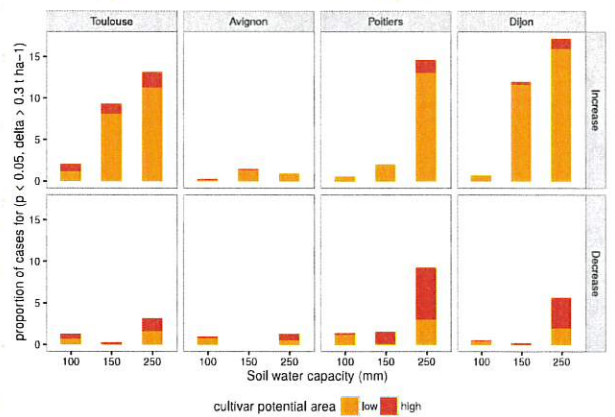 Toulouse Avignon Poitiers Dijon
proportion of cases for (p < 0.05, delta > 0.3 t ha−1)
15
10
5
0
Increase
15
10
5
0
Decrease
100 150 250 100 150 250 100 150 250 100 150 250
Soil water capacity (mm)
cultivar potential area low high